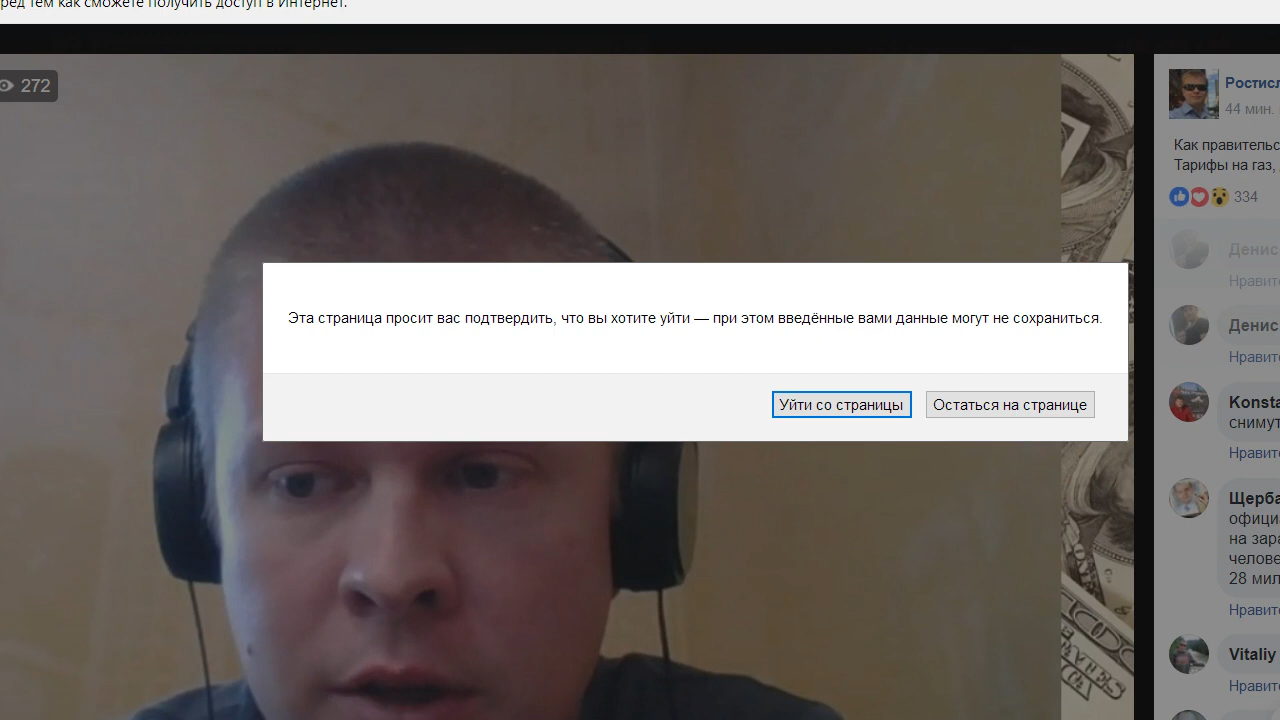 ред тем как сможете получить доступ в Интернет.
272
Ростисл
44 мин.
Как правительс
Тарифы на газ,
334
Денис
Нравит
Эта страница просит вас подтвердить, что вы хотите уйти — при этом введённые вами данные могут не сохраниться.
Денис
Нравит
Уйти со страницы
Остаться на странице
Konsta
снимут
Нравит
Щерба
офици
на зара
челове
28 мил
Нравит
Vitaliy
Нравит